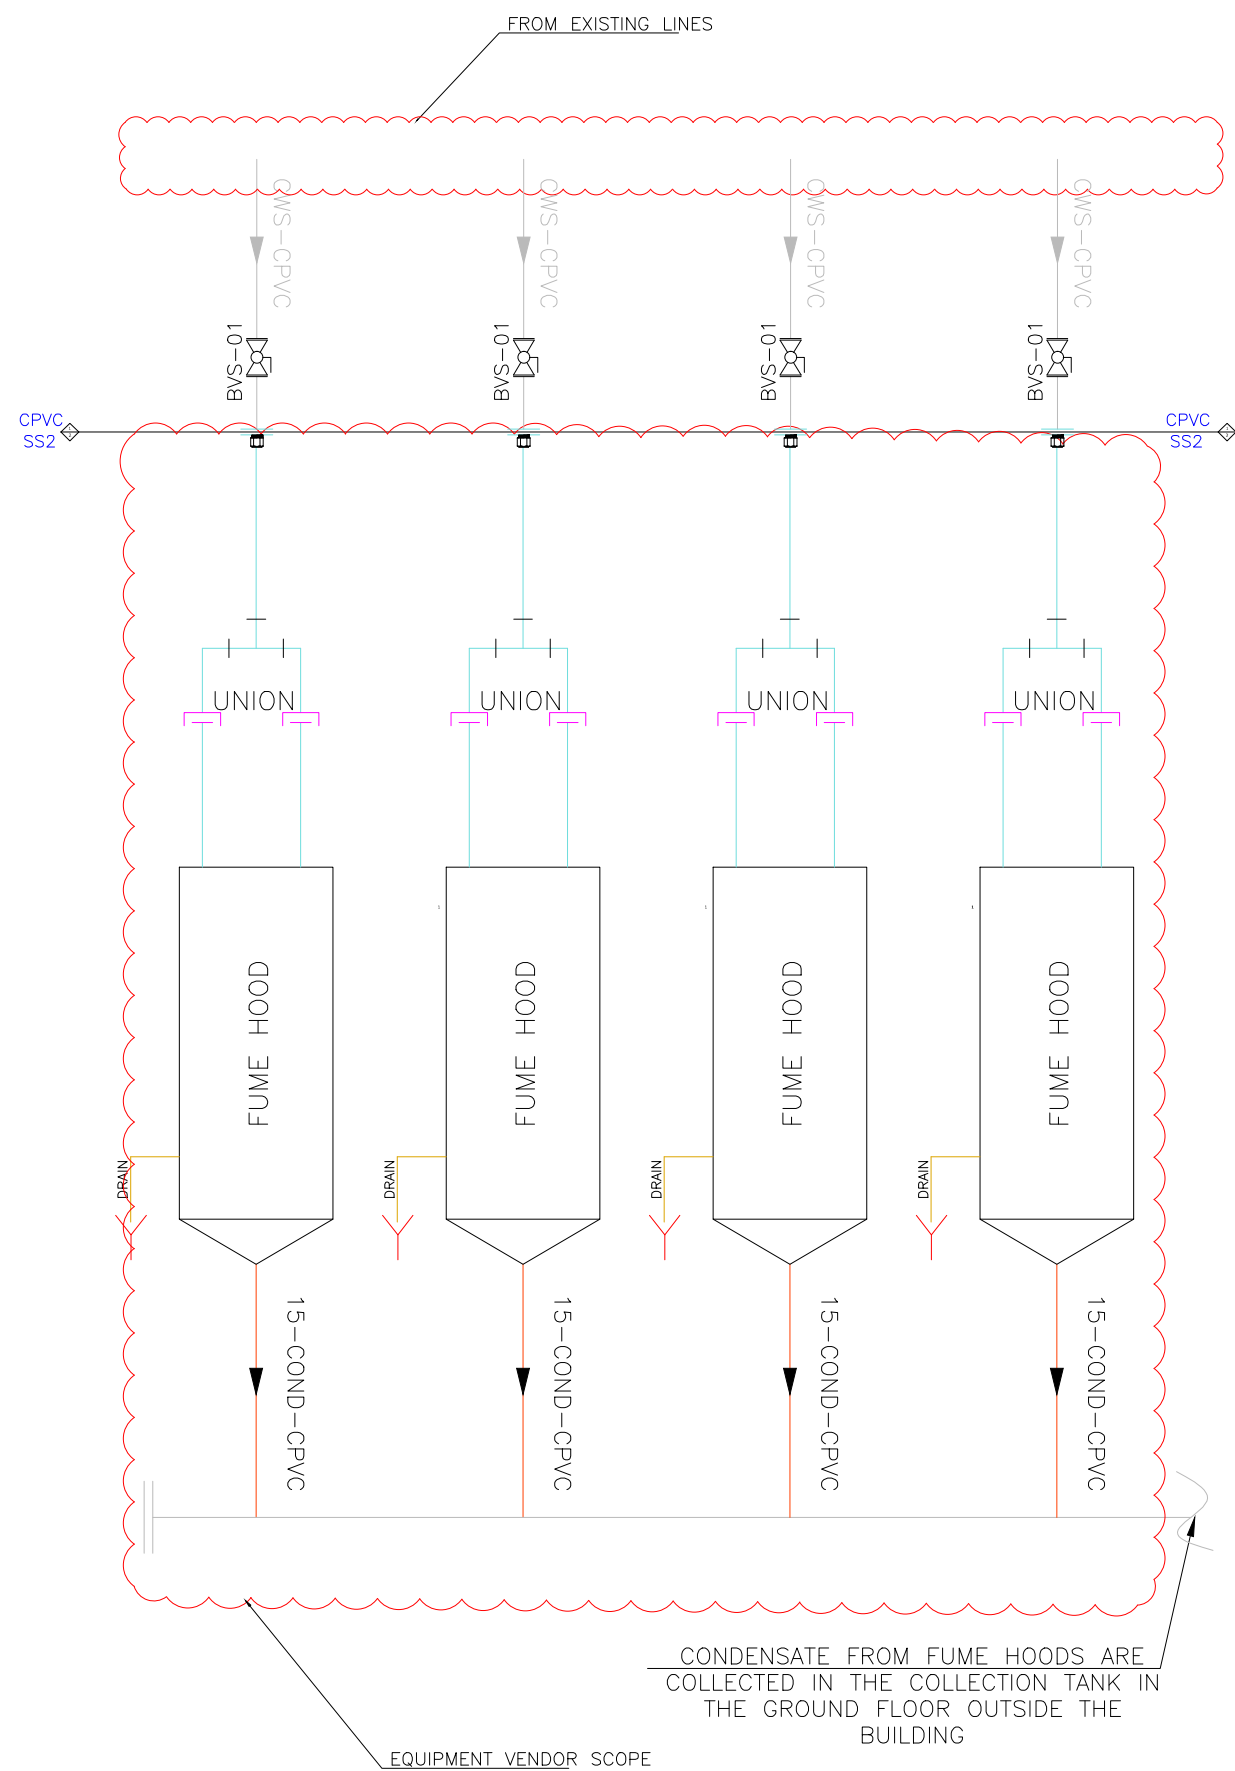 FROM EXISTING LINES
CWS-CPVC
CWS-CPVC
CWS-CPVC
CWS-CPVC
BVS-01
BVS-01
BVS-01
BVS-01
CPVC
SS2
CPVC
SS2
UNION
UNION
UNION
UNION
FUME HOOD
FUME HOOD
FUME HOOD
FUME HOOD
DRAIN
DRAIN
DRAIN
DRAIN
15-COND-CPVC
15-COND-CPVC
15-COND-CPVC
15-COND-CPVC
CONDENSATE FROM FUME HOODS ARE
COLLECTED IN THE COLLECTION TANK IN
THE GROUND FLOOR OUTSIDE THE
BUILDING
EQUIPMENT VENDOR SCOPE